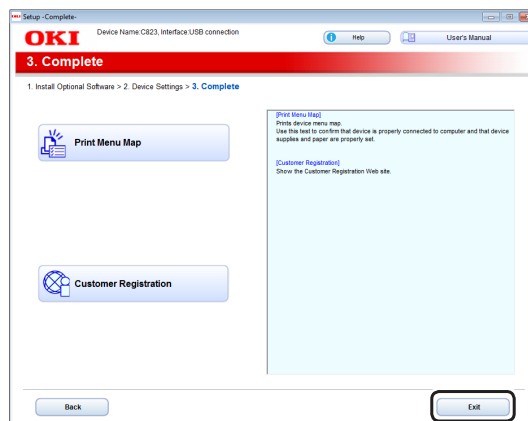 OKI Setup -Complete-
OKI
Device Name:C823, Interface:USB connection
Help
User's Manual
3. Complete
1. Install Optional Software > 2. Device Settings > 3. Complete
Print Menu Map
[Print Menu Map]
Prints device menu map.
Use this test to confirm that device is properly connected to computer and that device
supplies and paper are properly set.
[Customer Registration]
Show the Customer Registration Web site.
Customer Registration
Back
Exit